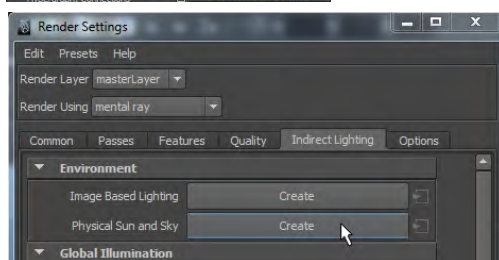 Render Settings
Edit Presets Help
Render Layer masterLayer
Render Using mental ray
Common Passes Features Quality Indirect Lighting Options
Environment
Image Based Lighting Create
Physical Sun and Sky Create
Global Illumination